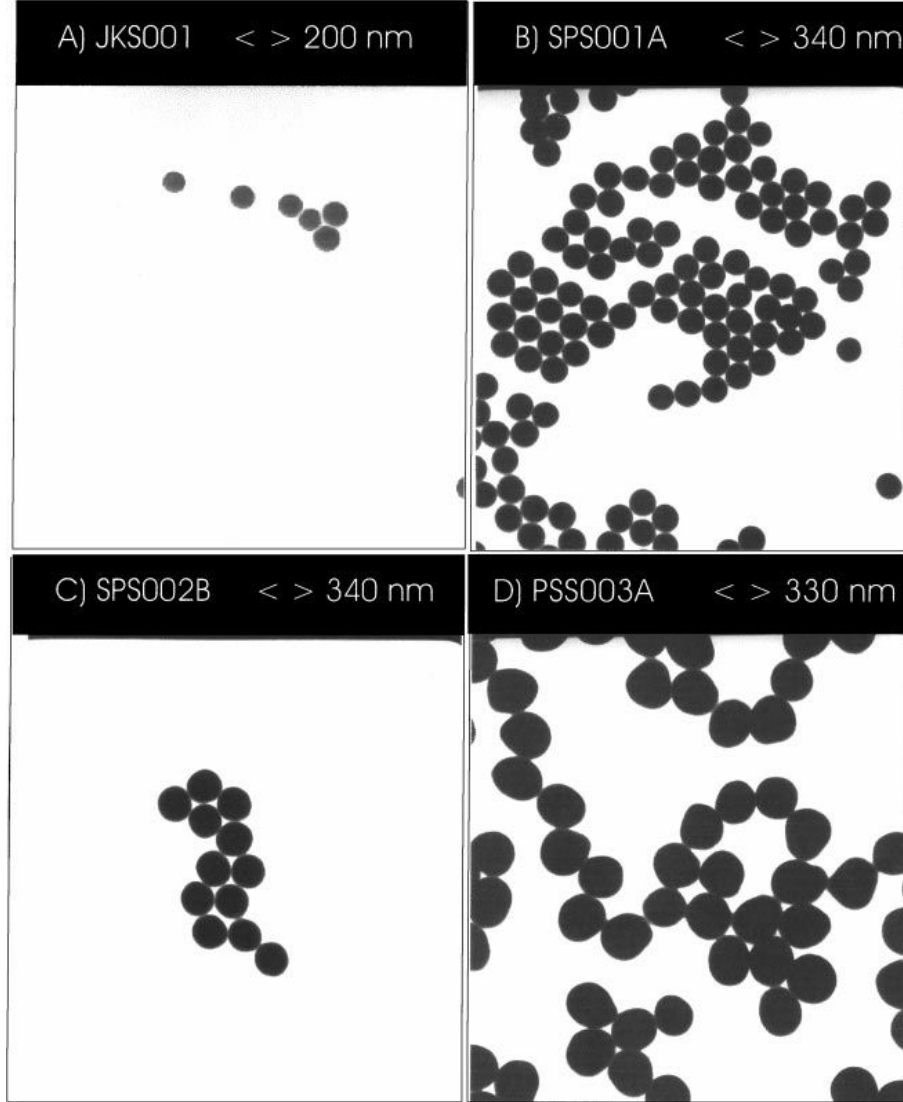 A) JKS001 < > 200 nm
B) SPS001A < > 340 nm
C) SPS002B < > 340 nm
D) PSS003A < > 330 nm